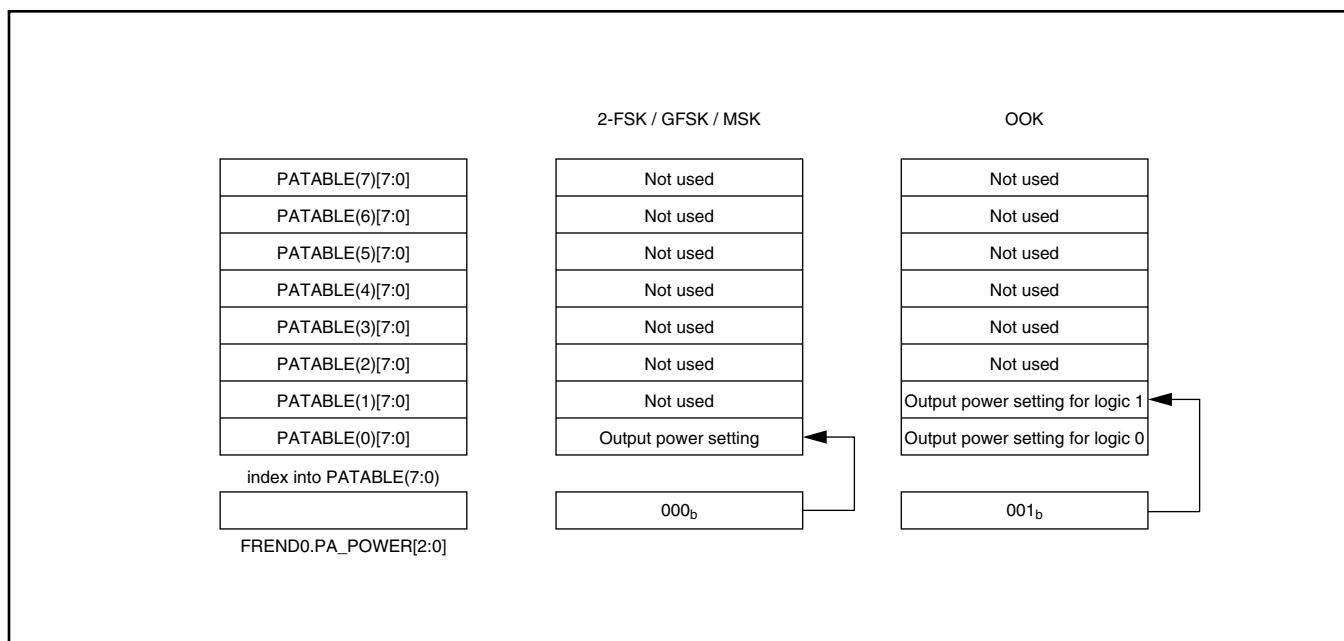 2-FSK / GFSK / MSK OOK
PATABLE(7)[7:0] Not used Not used
PATABLE(6)[7:0] Not used Not used
PATABLE(5)[7:0] Not used Not used
PATABLE(4)[7:0] Not used Not used
PATABLE(3)[7:0] Not used Not used
PATABLE(2)[7:0] Not used Not used
PATABLE(1)[7:0] Not used Output power setting for logic 1
PATABLE(0)[7:0] Output power setting Output power setting for logic 0
index into PATABLE(7:0)
000b 001b
FREND0.PA_POWER[2:0]